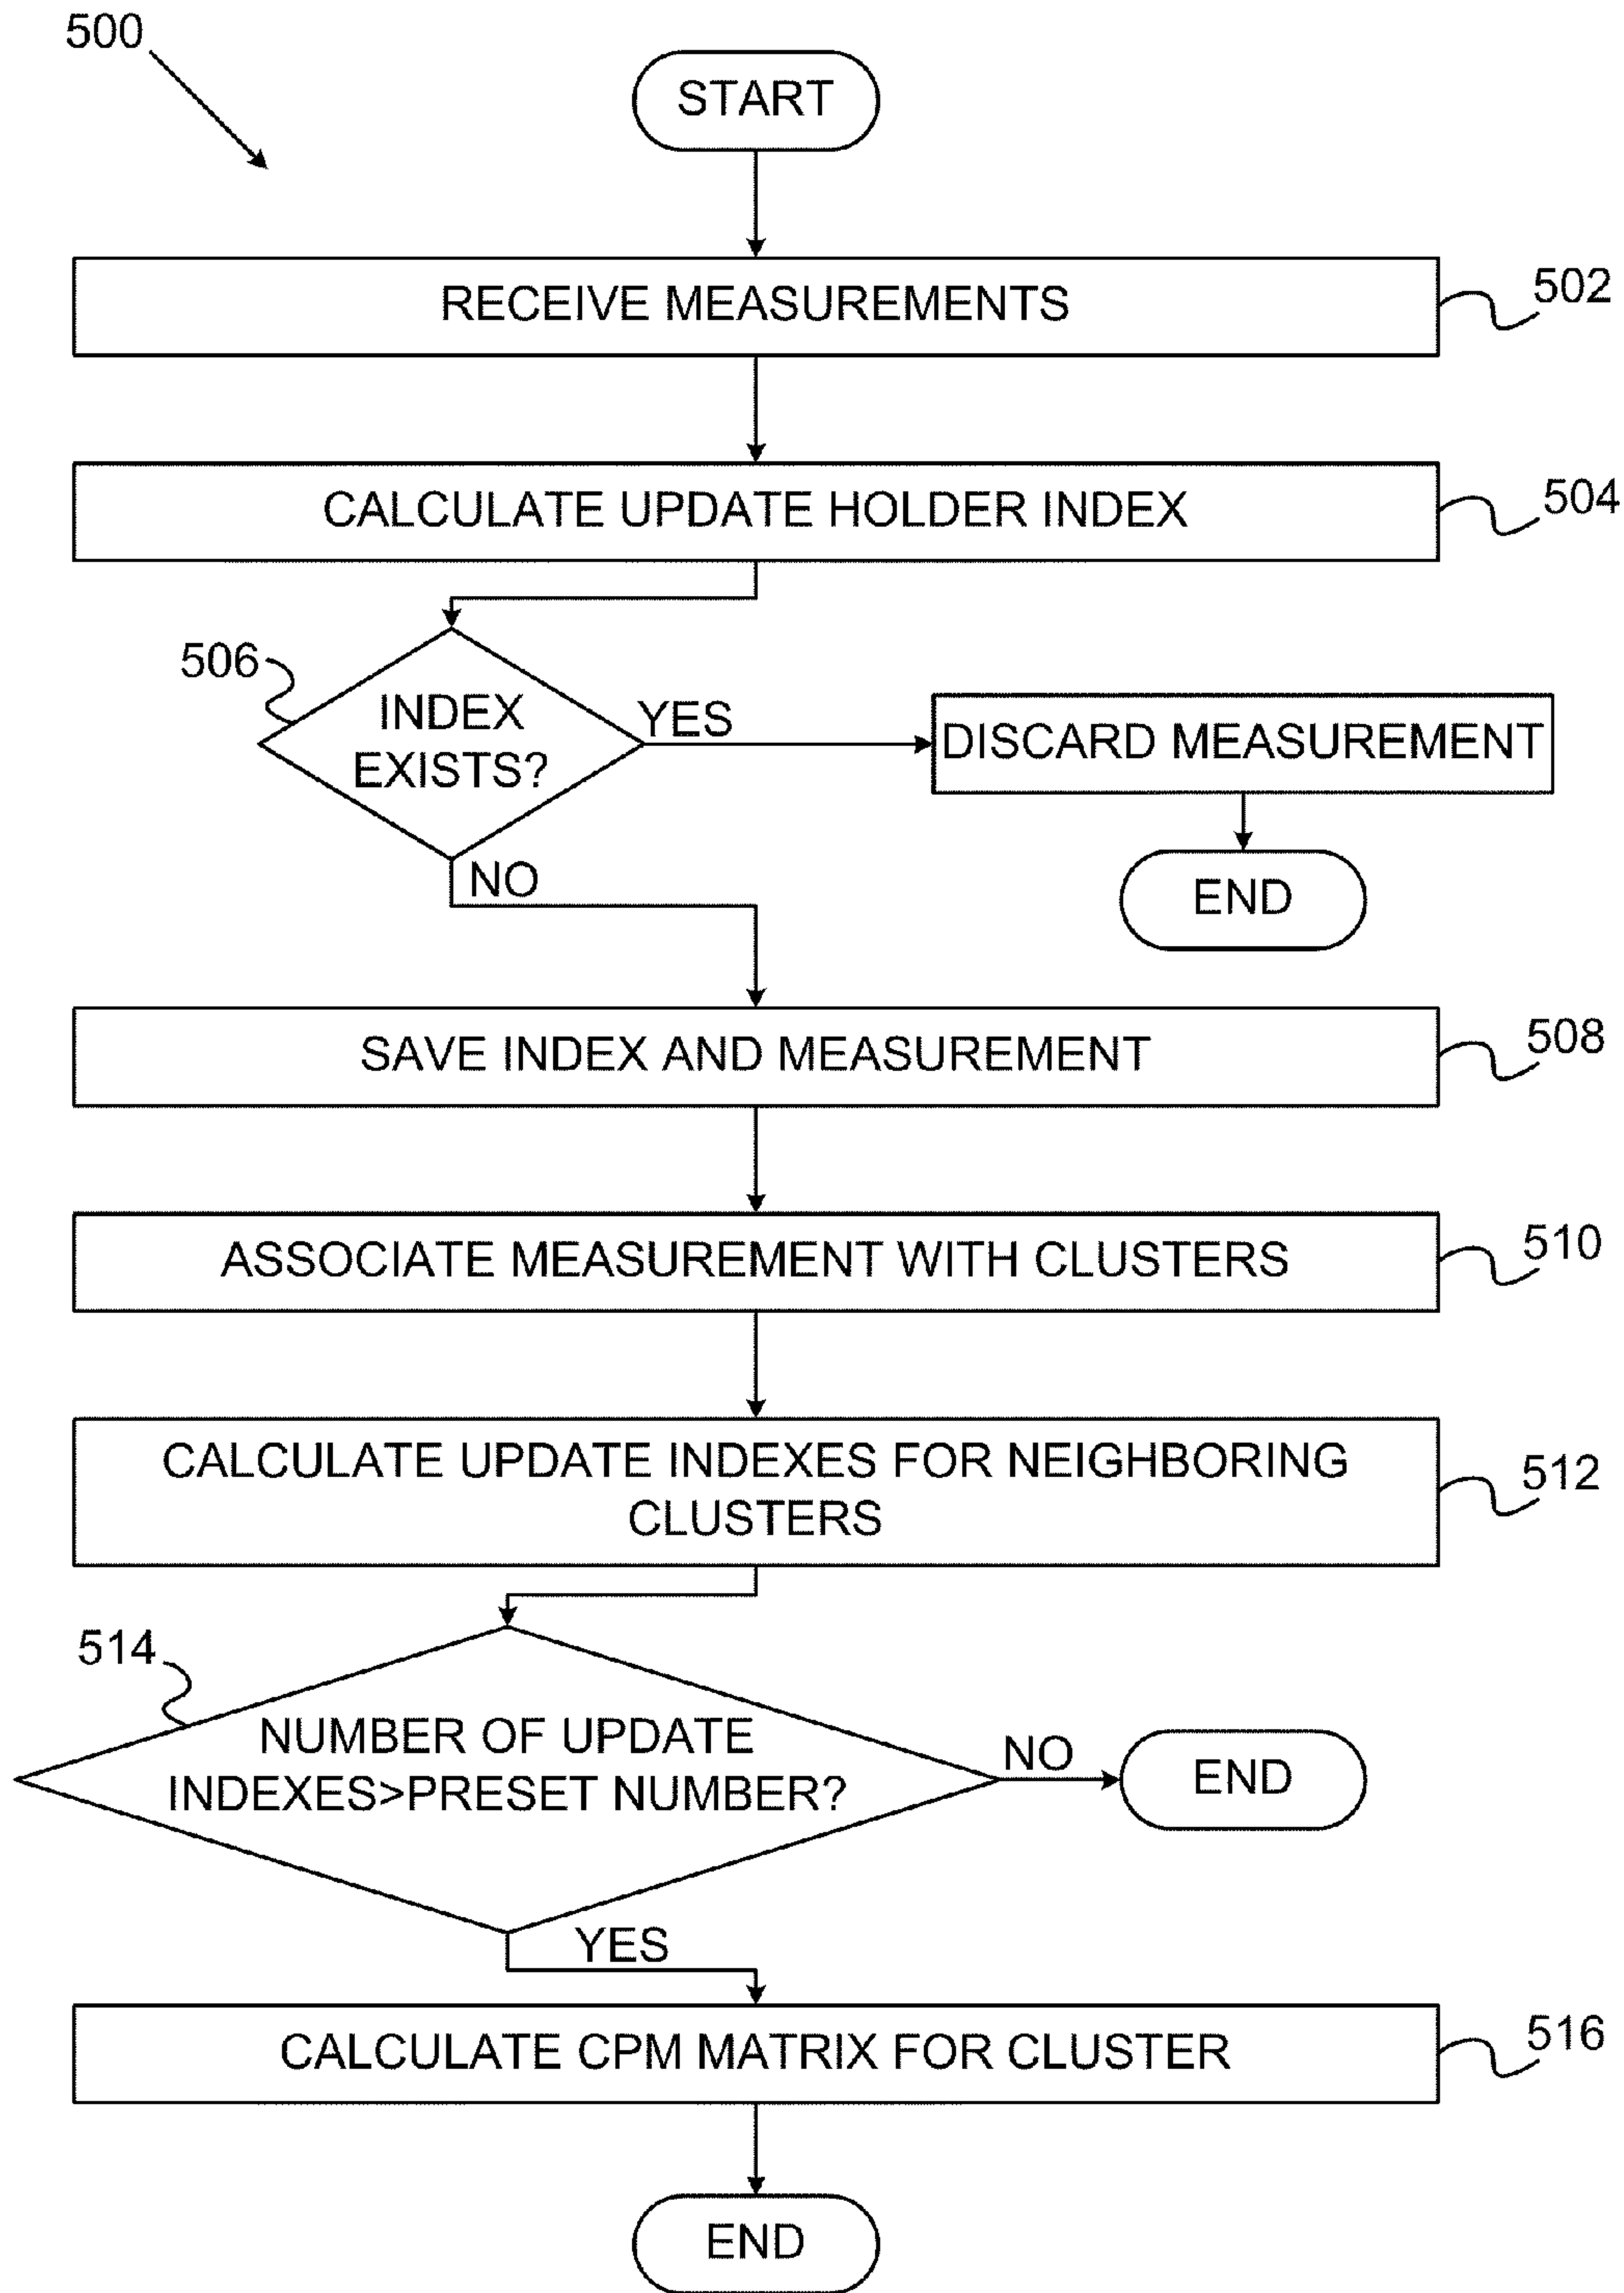 500
START
RECEIVE MEASUREMENTS
502
CALCULATE UPDATE HOLDER INDEX
504
506
INDEX
EXISTS?
YES
DISCARD MEASUREMENT
NO
END
SAVE INDEX AND MEASUREMENT
508
ASSOCIATE MEASUREMENT WITH CLUSTERS
510
CALCULATE UPDATE INDEXES FOR NEIGHBORING
CLUSTERS
512
514
NUMBER OF UPDATE
INDEXES>PRESET NUMBER?
NO
END
YES
CALCULATE CPM MATRIX FOR CLUSTER
516
END